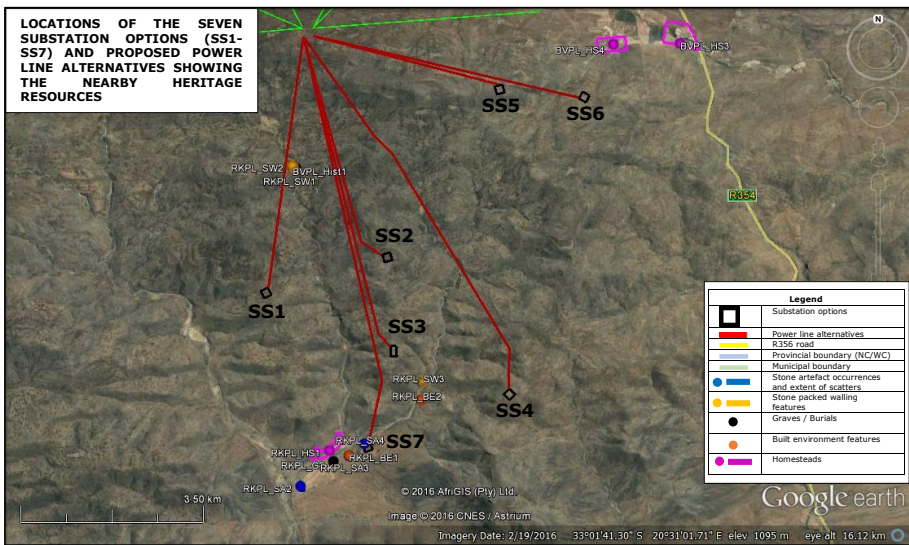 LOCATIONS OF THE SEVEN
SUBSTATION OPTIONS (SS1-
SS7) AND PROPOSED POWER
LINE ALTERNATIVES SHOWING
THE NEARBY HERITAGE
RESOURCES
N
BVPL_HS4
BVPL_HS3
SS5
SS6
RKPL_SW2
BVPL_Hist1
RKPL_SW1
R354
SS2
SS1
SS3
RKPL_SW3
RKPL_BE2
SS4
RKPL_SA4
SS7
RKPL_HS1
RKPL_BE1
RKPL_SA3
RKPL_SA2
3.50 km
© 2016 AfriGIS (Pty) Ltd.
Image © 2016 CNES / Astrium
Google earth
Imagery Date: 2/19/2016 33°01'41.30" S 20°31'01.71" E elev 1095 m eye alt 16.12 km
Legend
Substation options
Power line alternatives
R356 road
Provincial boundary (NC/WC)
Municipal boundary
Stone artefact occurrences
and extent of scatters
Stone packed walling
features
Graves / Burials
Built environment features
Homesteads